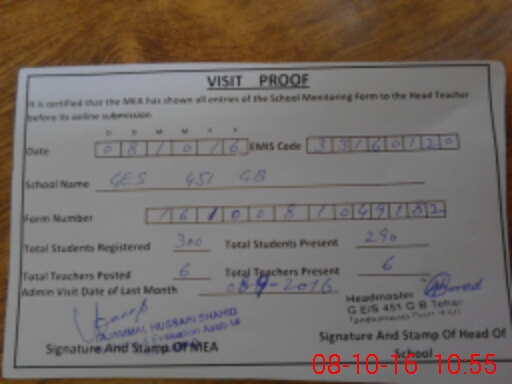 VISIT PROOF
It is certified that the MEA has shown all entries of the School Monitoring Form to the Head Teacher
before its online submission
D D M M Y Y
Date 0 8 1 0 1 6 EMIS Code 3 3 1 6 0 1 2 0
School Name GES 451 GB
Form Number 1 6 1 0 0 8 1 0 4 9 1 8 2
Total Students Registered 300 Total Students Present 290
Total Teachers Posted 6 Total Teachers Present 6
Admin Visit Date of Last Month -2016
Headmaster
G E/S 451 G B
HUSSAIN SHAHID
Signature And Stamp Of MEA
Signature And Stamp Of Head Of
School
08-10-16 10:55